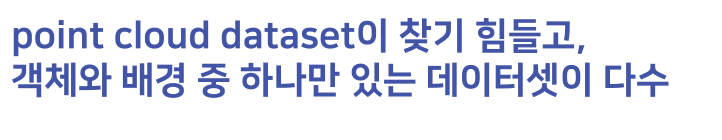 point cloud dataset이 찾기 힘들고,
객체와 배경 중 하나만 있는 데이터셋이 다수